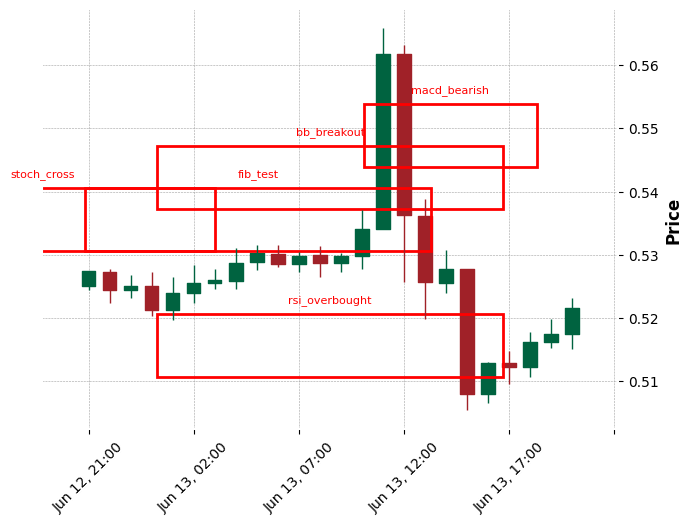 0.56
macd_bearish
0.55
bb_breakout
stoch_cross
fib_test
0.54
Price
0.53
rsi_overbought
0.52
0.51
Jun 12, 21:00
Jun 13, 02:00
Jun 13, 07:00
Jun 13, 12:00
Jun 13, 17:00